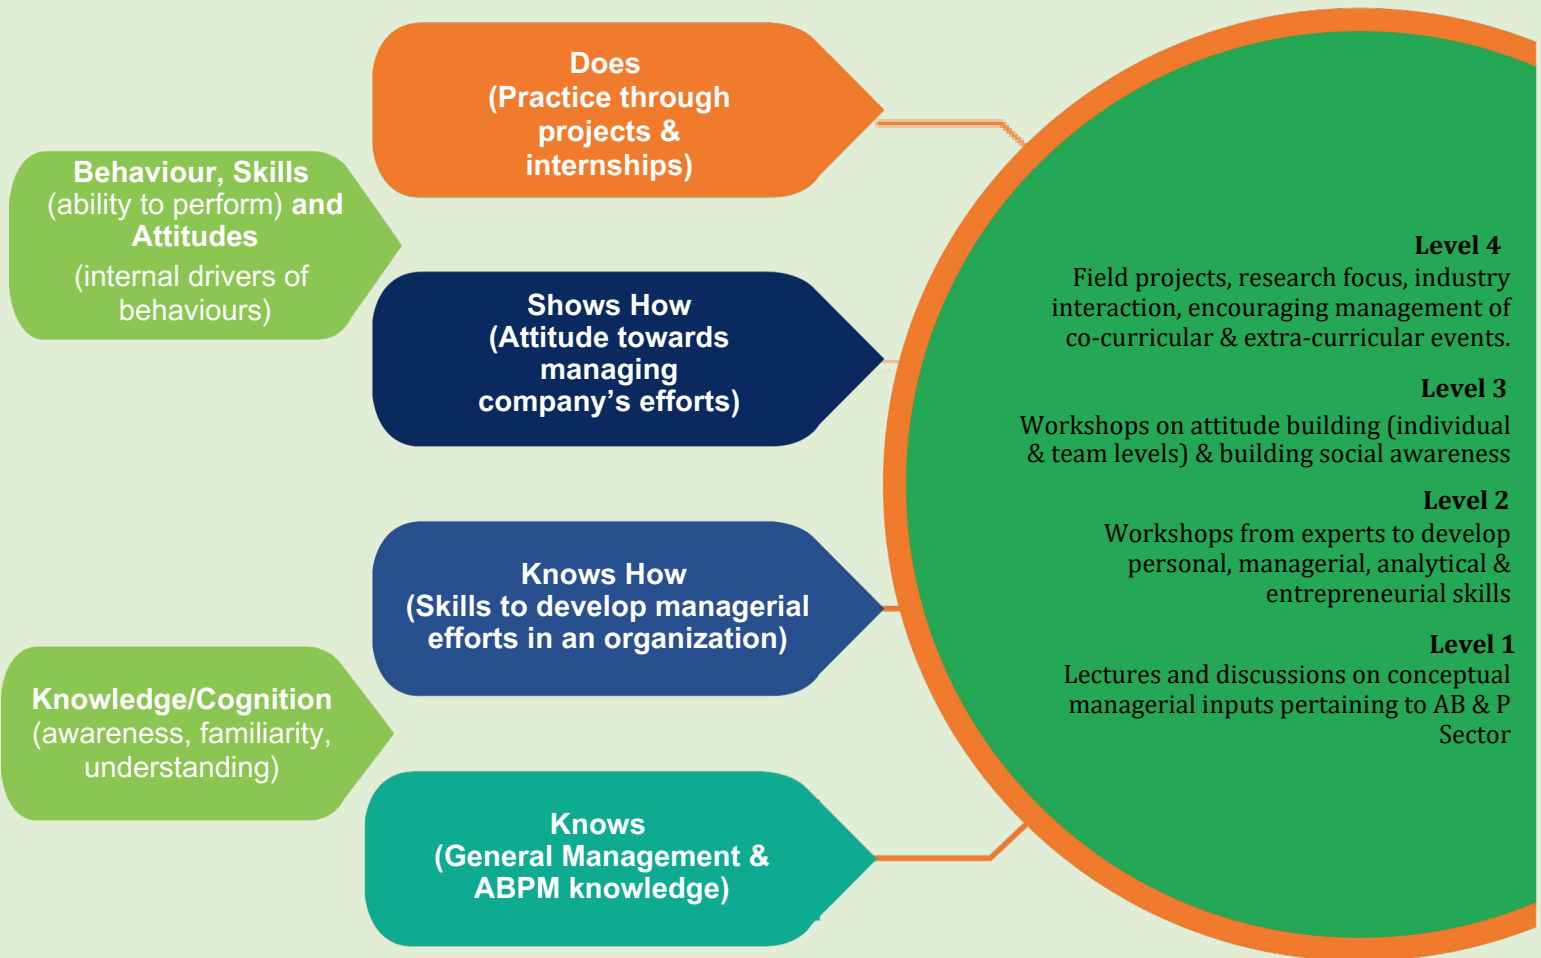 Behaviour, Skills
(ability to perform) and
Attitudes
(internal drivers of
behaviours)
Knowledge/Cognition
(awareness, familiarity,
understanding)
Does
(Practice through
projects &
internships)
Shows How
(Attitude towards
managing
company’s efforts)
Knows How
(Skills to develop managerial
efforts in an organization)
Knows
(General Management &
ABPM knowledge)
Level 4
Field projects, research focus, industry
interaction, encouraging management of
co-curricular & extra-curricular events.
Level 3
Workshops on attitude building (individual
& team levels) & building social awareness
Level 2
Workshops from experts to develop
personal, managerial, analytical &
entrepreneurial skills
Level 1
Lectures and discussions on conceptual
managerial inputs pertaining to AB & P
Sector